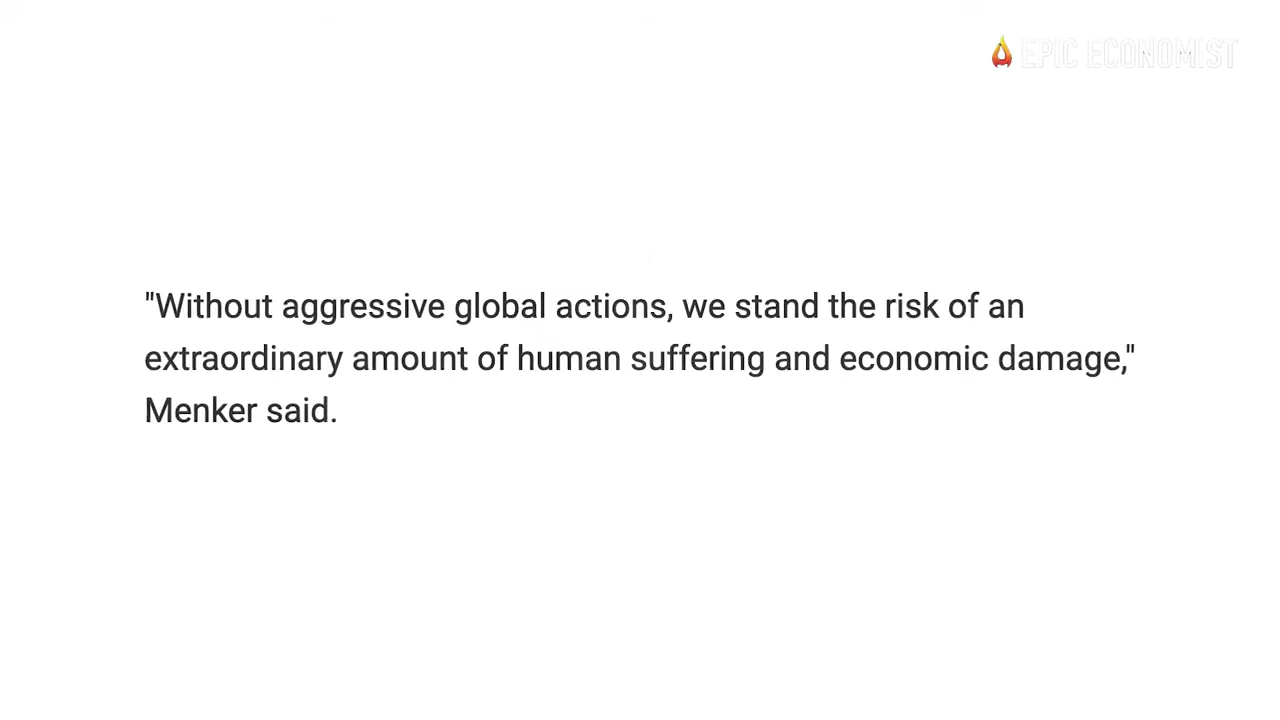 EPIC ECONOMIST
"Without aggressive global actions, we stand the risk of an
extraordinary amount of human suffering and economic damage,"
Menker said.